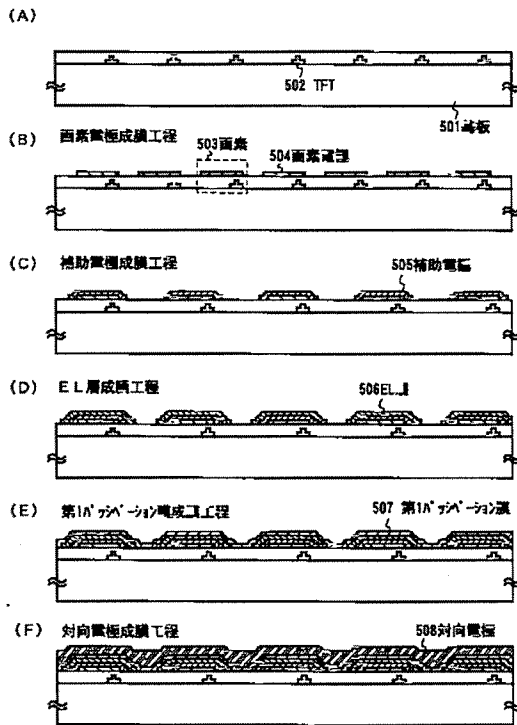 (A)
502 TFT
501基板
(B) 画素電極成膜工程
503画素
504画素電極
(C) 補助電極成膜工程
505補助電極
(D) EL層成膜工程
506EL層
(E) 第1パッシベーション膜成膜工程
507 第1パッシベーション膜
(F) 対向電極成膜工程
508対向電極